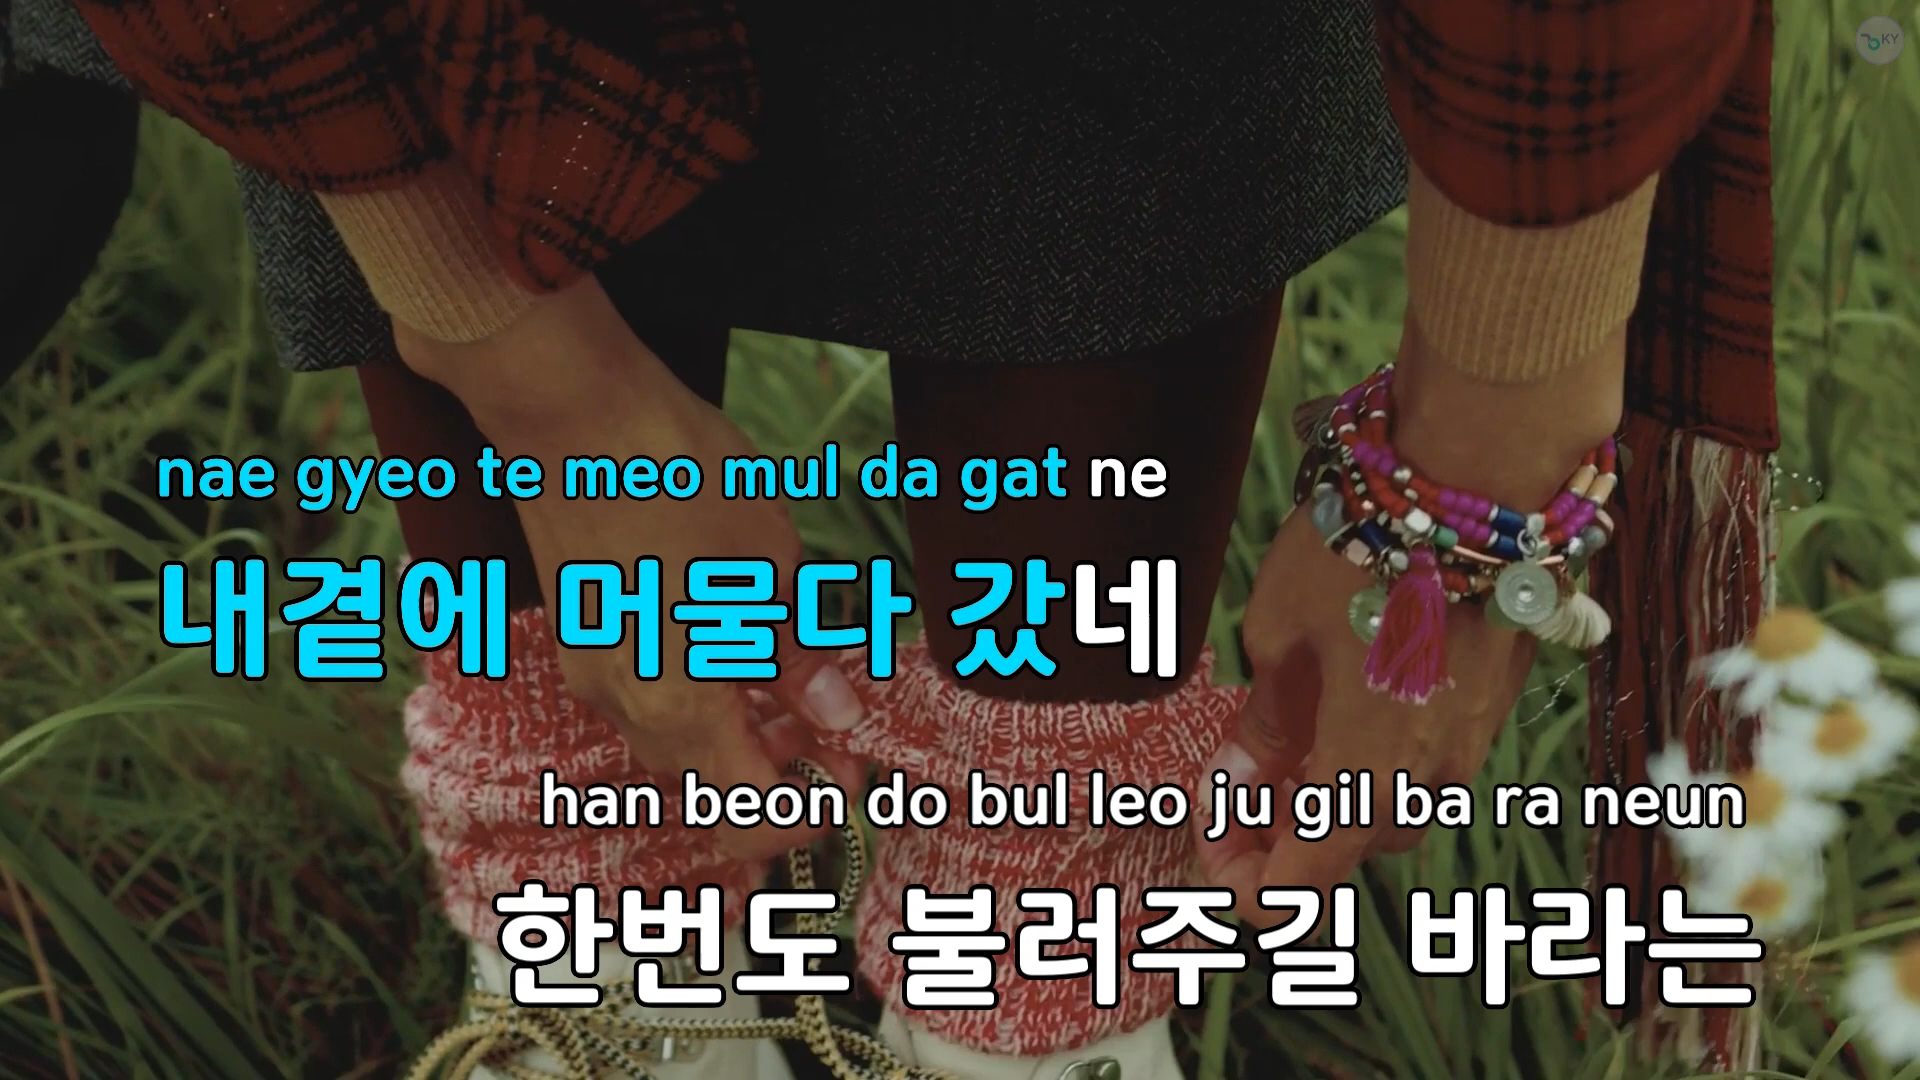 KY
nae gyeo te meo mul da gat ne
내곁에 머물다 갔네
han beon do bul leo ju gil ba ra neun
한번도 불러주길 바라는